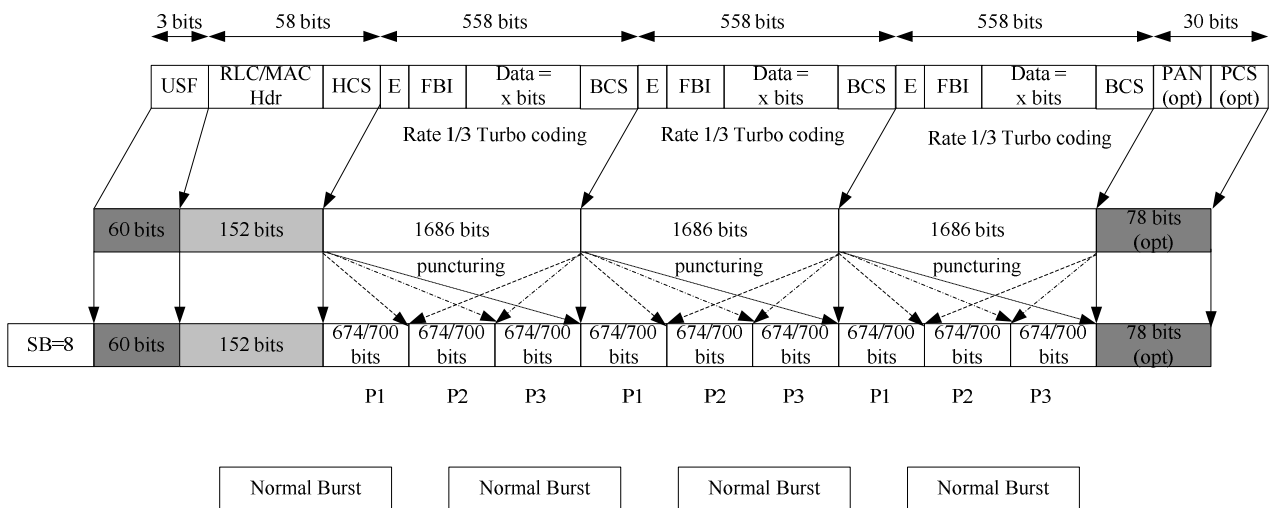 3 bits 58 bits 558 bits 558 bits 558 bits 30 bits
USF RLC/MAC Hdr HCS E FBI Data = x bits BCS E FBI Data = x bits BCS E FBI Data = x bits BCS PAN (opt) PCS (opt)
Rate 1/3 Turbo coding Rate 1/3 Turbo coding Rate 1/3 Turbo coding
60 bits 152 bits 1686 bits 1686 bits 1686 bits 78 bits (opt)
puncturing puncturing puncturing
SB=8 60 bits 152 bits 674/700 bits 674/700 bits 674/700 bits 674/700 bits 674/700 bits 674/700 bits 674/700 bits 674/700 bits 674/700 bits 78 bits (opt)
P1 P2 P3 P1 P2 P3 P1 P2 P3
Normal Burst Normal Burst Normal Burst Normal Burst